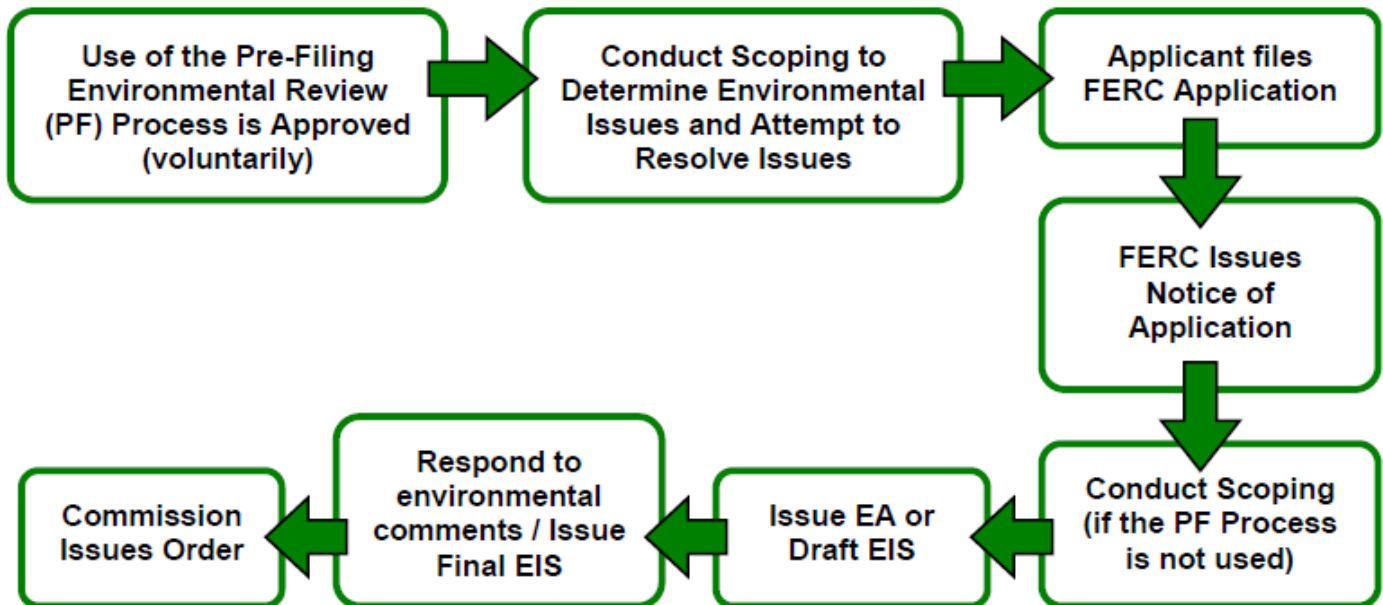 Use of the Pre-Filing
Environmental Review
(PF) Process is Approved
(voluntarily)
Conduct Scoping to
Determine Environmental
Issues and Attempt to
Resolve Issues
Applicant files
FERC Application
FERC Issues
Notice of
Application
Conduct Scoping
(if the PF Process
is not used)
Issue EA or
Draft EIS
Respond to
environmental
comments / Issue
Final EIS
Commission
Issues Order